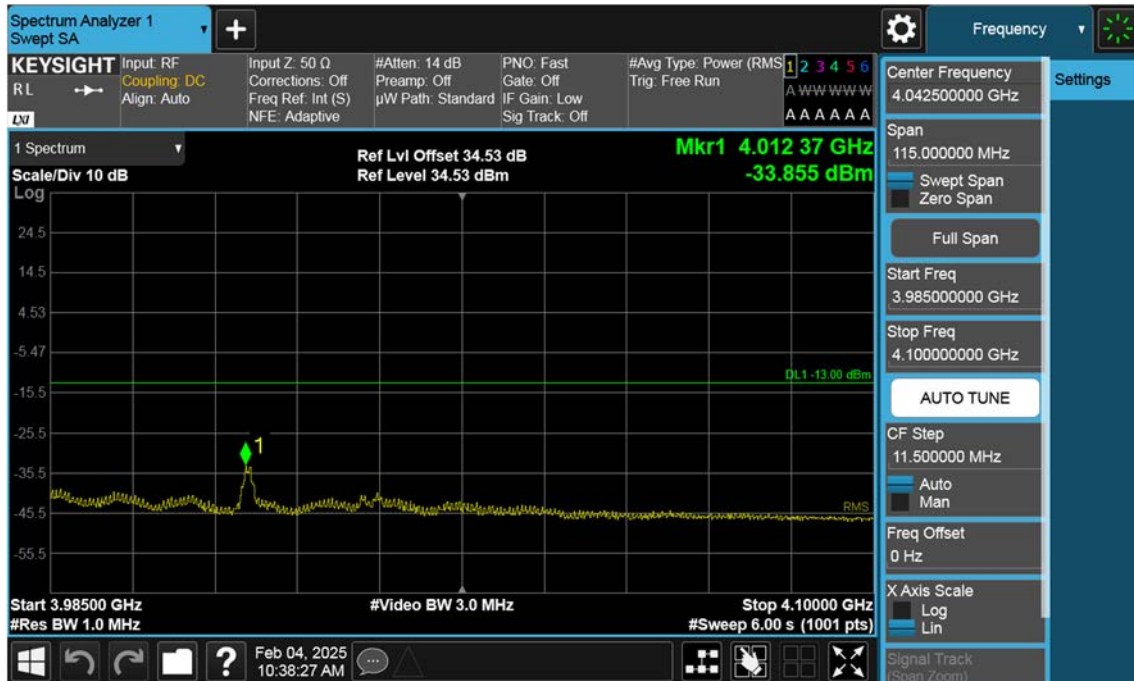 Spectrum Analyzer 1
Swept SA
Frequency
KEYSIGHT
RL
LXI
Input: RF
Coupling: DC
Align: Auto
Input Z: 50 Ω
Corrections: Off
Freq Ref: Int (S)
NFE: Adaptive
#Atten: 14 dB
Preamp: Off
µW Path: Standard
PNO: Fast
Gate: Off
IF Gain: Low
Sig Track: Off
#Avg Type: Power (RMS
Trig: Free Run
1 2 3 4 5 6
A W W W W W
A A A A A A
1 Spectrum
Scale/Div 10 dB
Ref Lvl Offset 34.53 dB
Ref Level 34.53 dBm
Mkr1 4.012 37 GHz
-33.855 dBm
Log
24.5
14.5
4.53
-5.47
DL1 -13.00 dBm
-15.5
-25.5
1
-35.5
-45.5
RMS
-55.5
Start 3.98500 GHz
#Video BW 3.0 MHz
Stop 4.10000 GHz
#Res BW 1.0 MHz
#Sweep 6.00 s (1001 pts)
Feb 04, 2025
10:38:27 AM
Center Frequency
4.042500000 GHz
Span
115.000000 MHz
Swept Span
Zero Span
Full Span
Start Freq
3.985000000 GHz
Stop Freq
4.100000000 GHz
AUTO TUNE
CF Step
11.500000 MHz
Auto
Man
Freq Offset
0 Hz
X Axis Scale
Log
Lin
Signal Track
(Span Zoom)
Settings